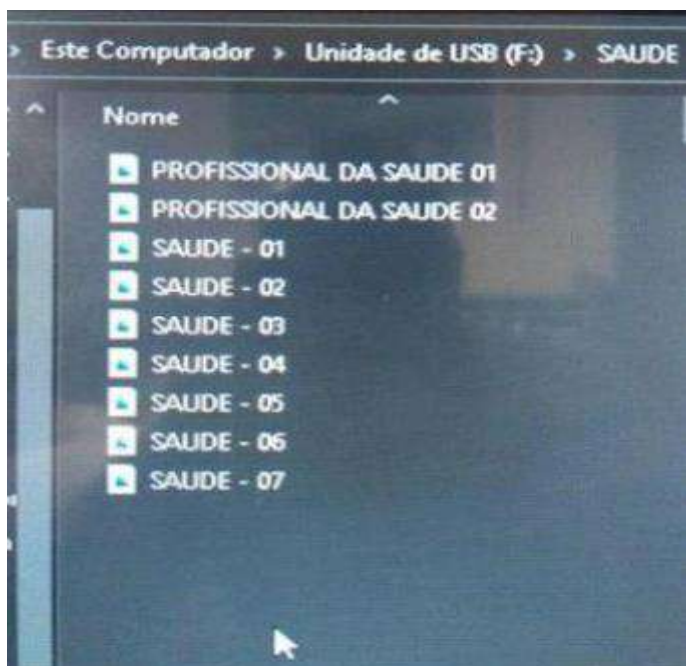 Este Computador > Unidade de USB (F:) > SAUDE
Nome
PROFISSIONAL DA SAUDE 01
PROFISSIONAL DA SAUDE 02
SAUDE - 01
SAUDE - 02
SAUDE - 03
SAUDE - 04
SAUDE - 05
SAUDE - 06
SAUDE - 07